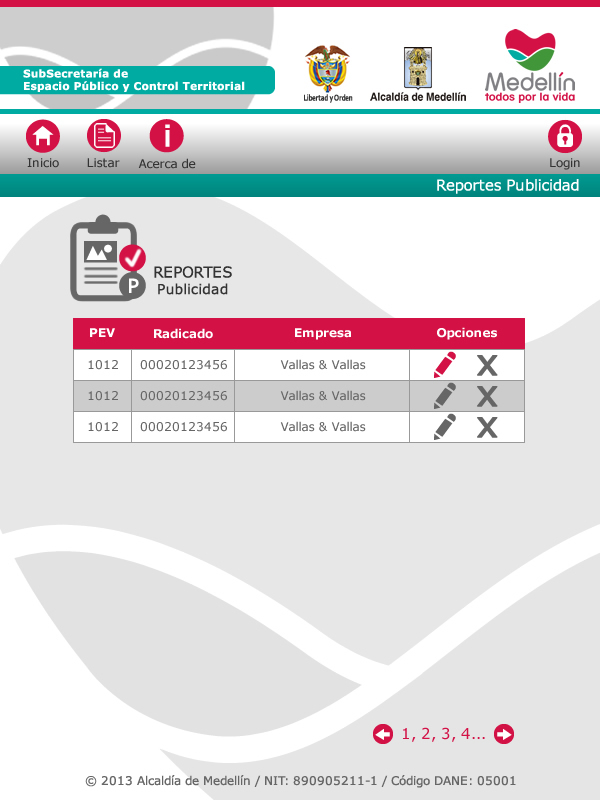 SubSecretaría de
Espacio Público y Control Territorial
Libertad y Orden
Alcaldía de Medellín
Medellín
todos por la vida
Inicio
Listar
Acerca de
Login
Reportes Publicidad
P
REPORTES
Publicidad
PEV Radicado Empresa Opciones
1012 00020123456 Vallas & Vallas X
1012 00020123456 Vallas & Vallas X
1012 00020123456 Vallas & Vallas X
1, 2, 3, 4...
© 2013 Alcaldía de Medellín / NIT: 890905211-1 / Código DANE: 05001